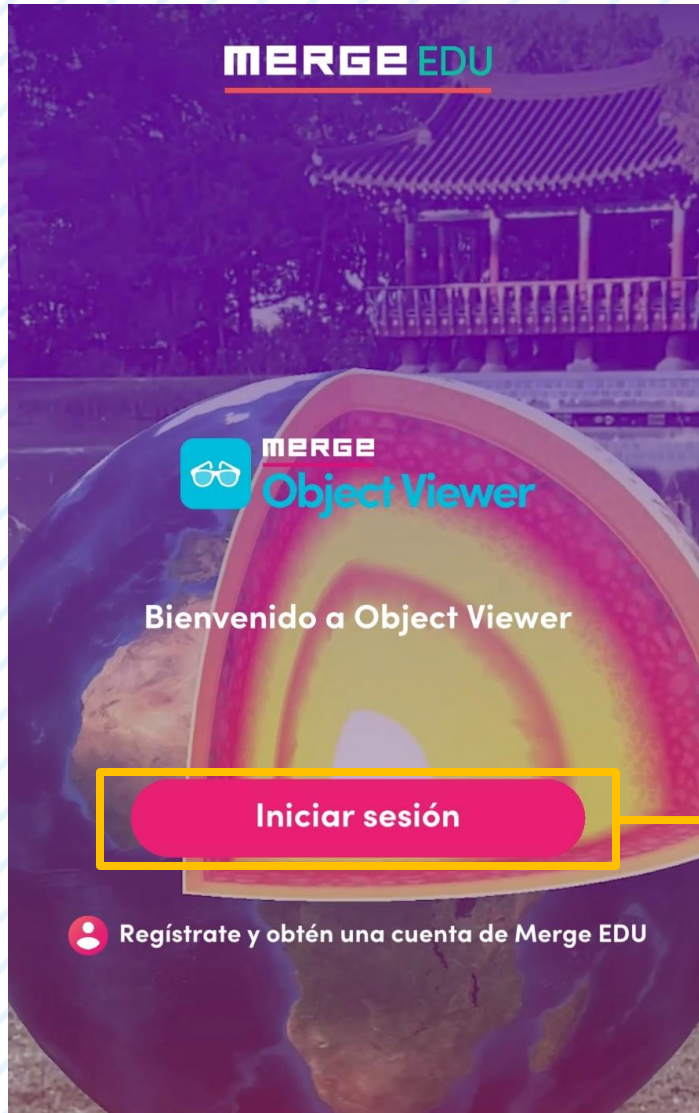 MERGE EDU
MERGE
Object Viewer
Bienvenido a Object Viewer
Iniciar sesión
Regístrate y obtén una cuenta de Merge EDU